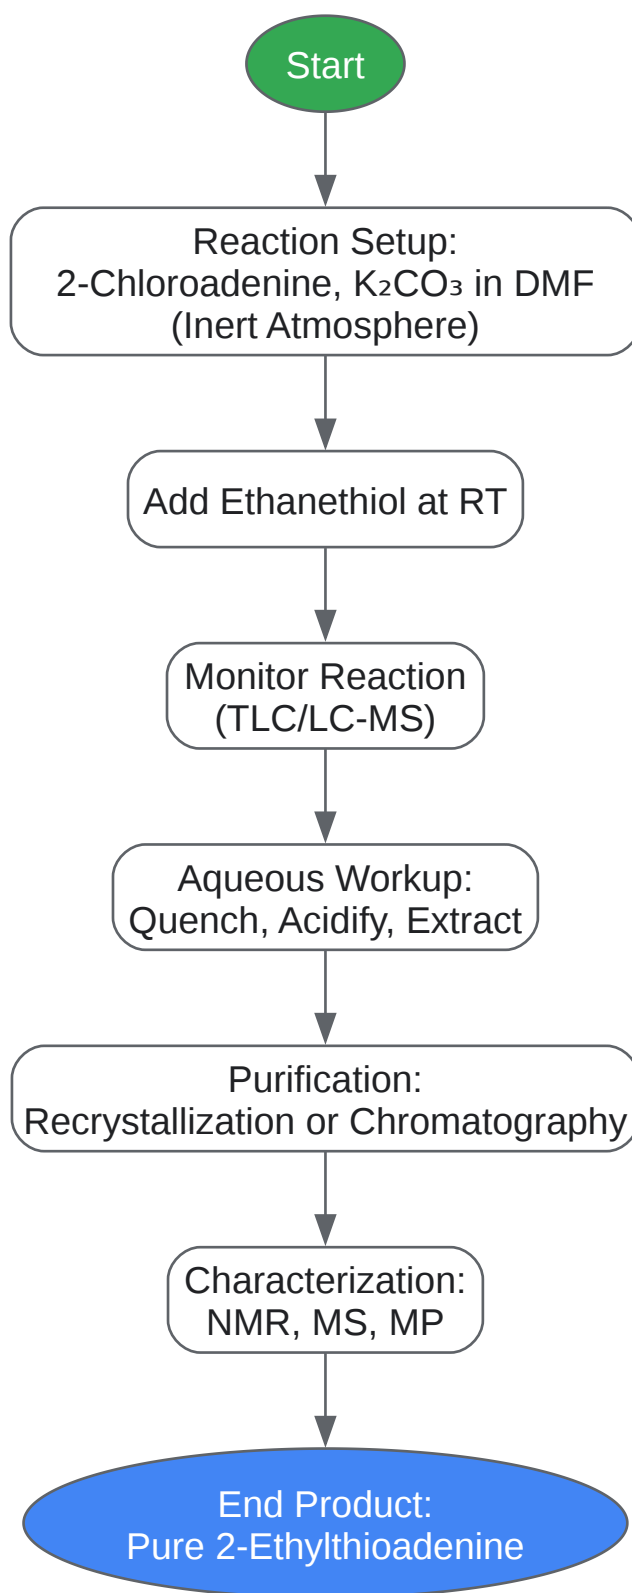 Start
Reaction Setup:
2-Chloroadenine, K₂CO₃ in DMF
(Inert Atmosphere)
Add Ethanethiol at RT
Monitor Reaction
(TLC/LC-MS)
Aqueous Workup:
Quench, Acidify, Extract
Purification:
Recrystallization or Chromatography
Characterization:
NMR, MS, MP
End Product:
Pure 2-Ethylthioadenine